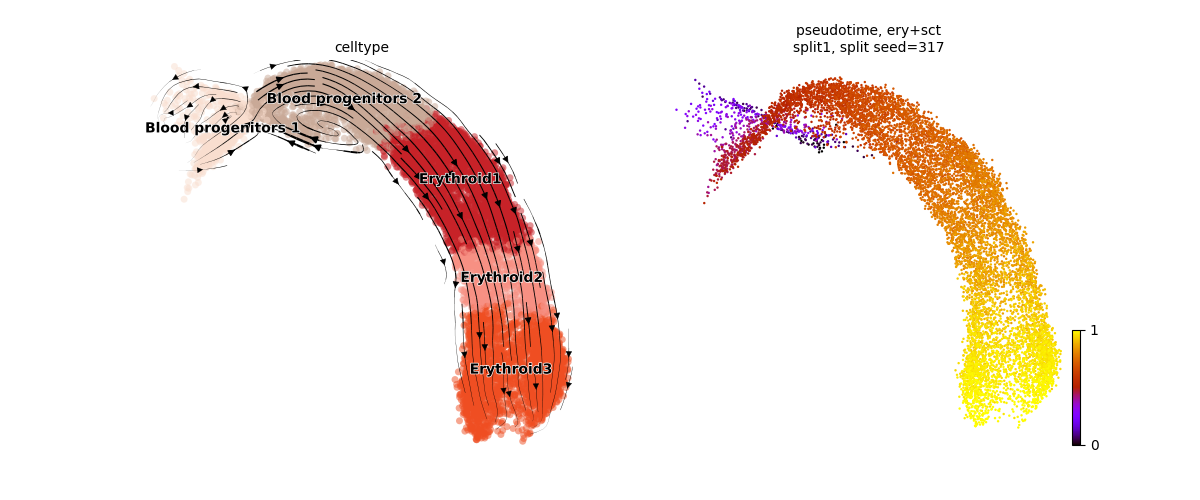 celltype
Blood progenitors 2
Blood progenitors 1
Erythroid1
Erythroid2
Erythroid3
pseudotime, ery+sct
split1, split seed=317
1
0